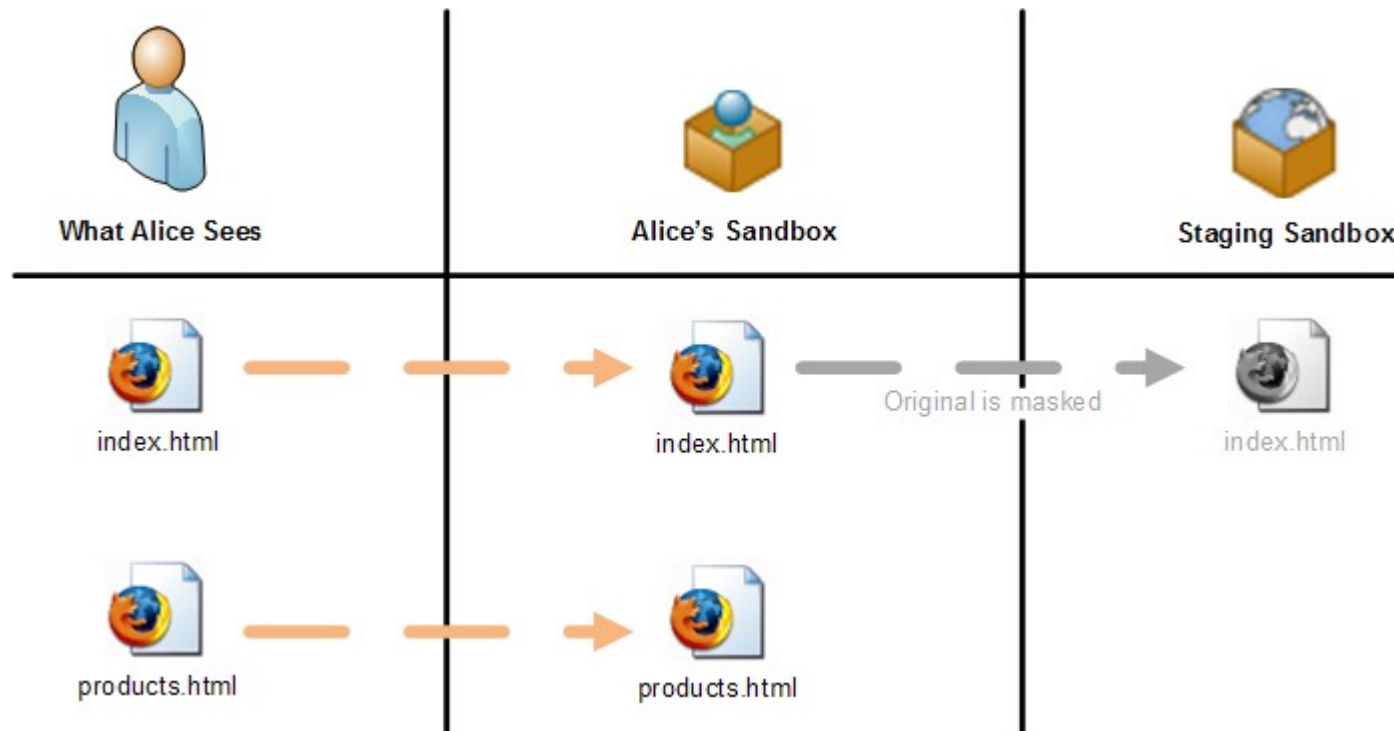 What Alice Sees
Alice's Sandbox
Staging Sandbox
Original is masked
index.html
index.html
index.html
products.html
products.html